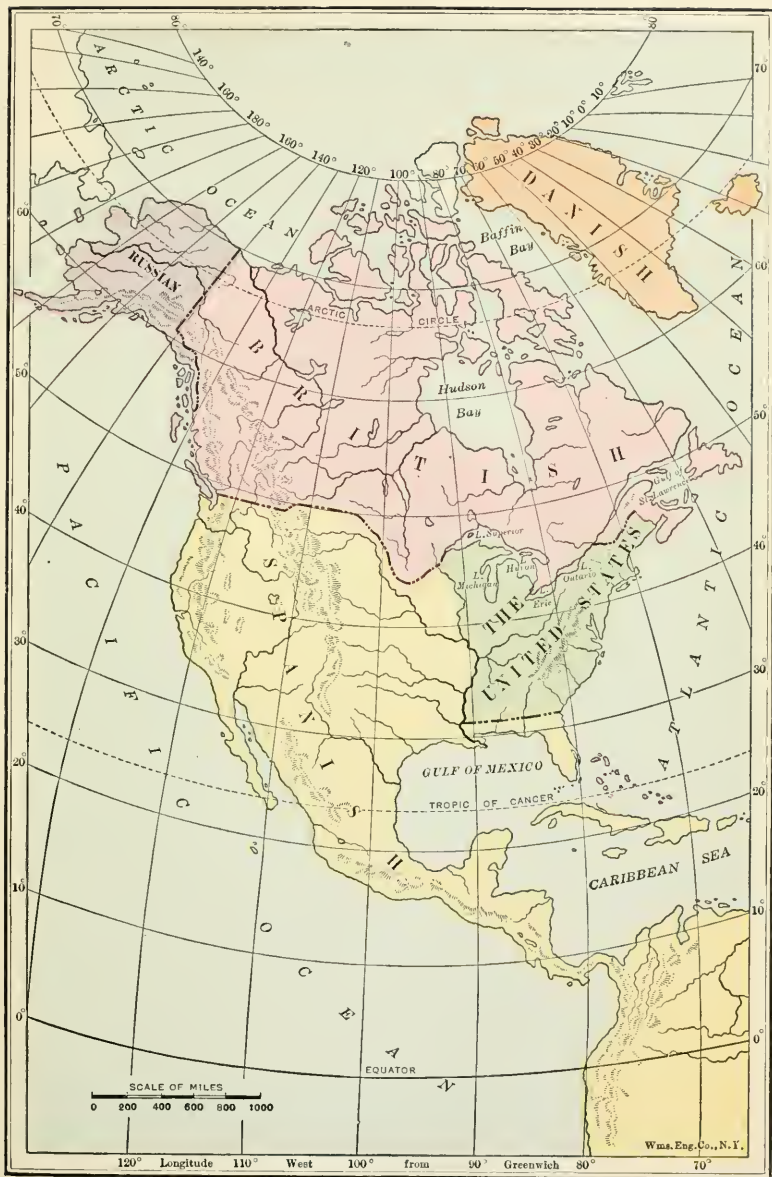 70°
80°
80
70°
140°
140°
160°
180°
160°
140°
120°
100°
80°
70°
60°
50°
40°
30°
20°
10°
0°
10°
ARCTIC OCEAN
60°
RUSSIAN
DANISH
Baffin
Bay
60°
ARCTIC CIRCLE
BRITISH
Hudson
Bay
50°
50°
Gulf of
St. Lawrence
PACIFIC OCEAN
ATLANTIC OCEAN
40°
40°
L. Superior
L.
Michigan
L.
Huron
L.
Ontario
L.
Erie
THE
UNITED STATES
SPANISH
30°
30°
GULF OF MEXICO
TROPIC OF CANCER
20°
20°
CARIBBEAN SEA
10°
10°
0°
0°
EQUATOR
SCALE OF MILES
0 200 400 600 800 1000
Wms. Eng. Co., N.Y.
120° Longitude 110° West 100° from 90° Greenwich 80° 70°